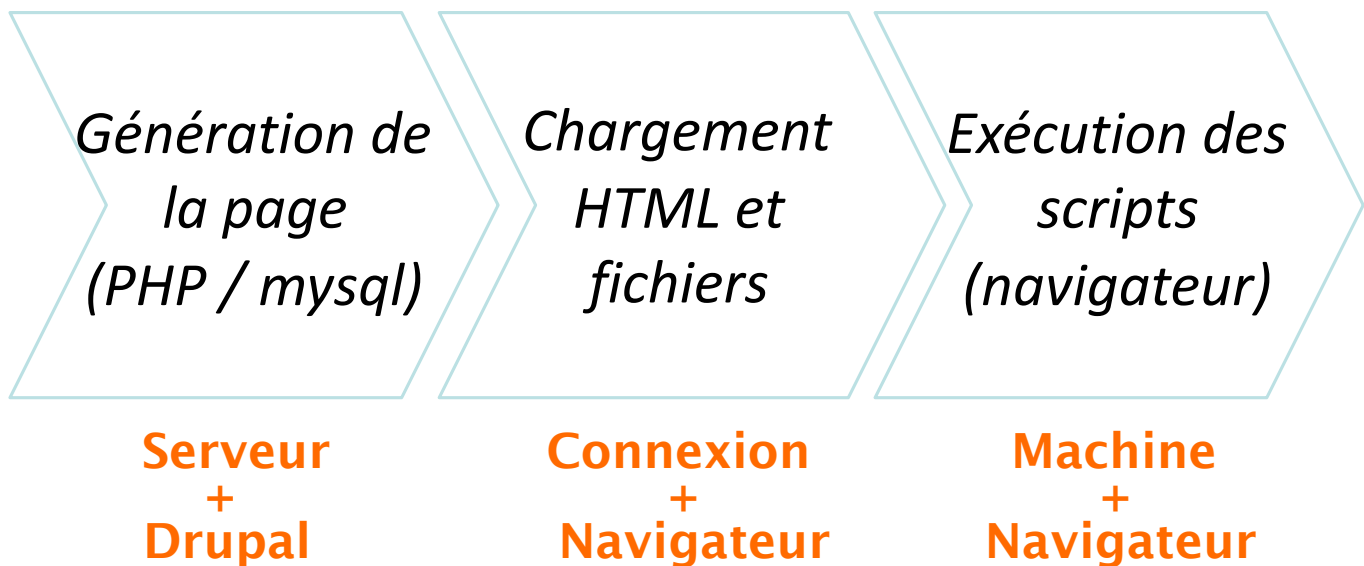 Génération de
la page
(PHP / mysql)
Chargement
HTML et
fichiers
Exécution des
scripts
(navigateur)
Serveur
+
Drupal
Connexion
+
Navigateur
Machine
+
Navigateur